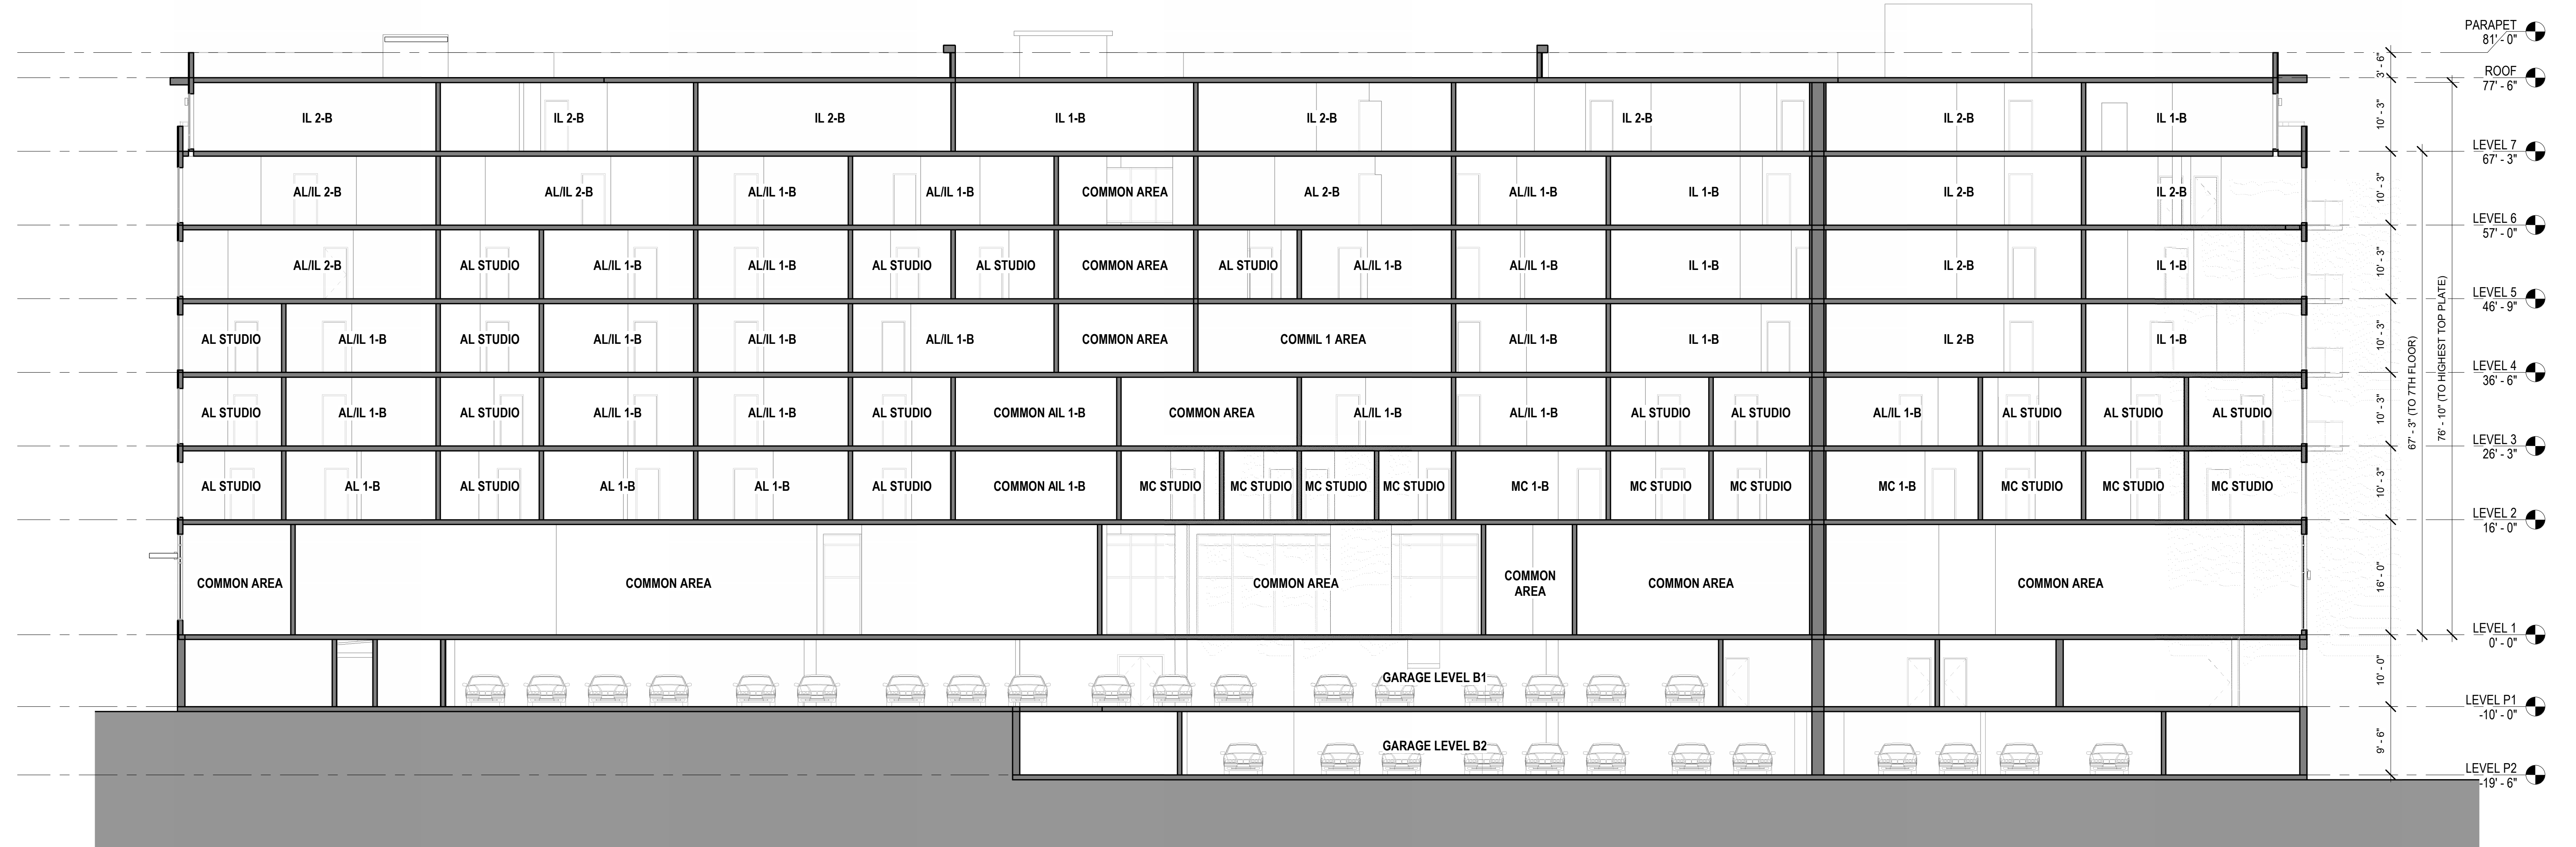 PARAPET
81' - 0"
3' - 6"
ROOF
77' - 6"
IL 2-B
IL 2-B
IL 2-B
IL 1-B
IL 2-B
IL 2-B
IL 2-B
IL 1-B
10' - 3"
LEVEL 7
67' - 3"
AL/IL 2-B
AL/IL 2-B
AL/IL 1-B
AL/IL 1-B
COMMON AREA
AL 2-B
AL/IL 1-B
IL 1-B
IL 2-B
IL 2-B
10' - 3"
LEVEL 6
57' - 0"
AL/IL 2-B
AL STUDIO
AL/IL 1-B
AL/IL 1-B
AL STUDIO
AL STUDIO
COMMON AREA
AL STUDIO
AL/IL 1-B
AL/IL 1-B
IL 1-B
IL 2-B
IL 1-B
10' - 3"
LEVEL 5
46' - 9"
AL STUDIO
AL/IL 1-B
AL STUDIO
AL/IL 1-B
AL/IL 1-B
AL/IL 1-B
COMMON AREA
1 AREA
AL/IL 1-B
IL 1-B
IL 2-B
IL 1-B
10' - 3"
67' - 3" (TO 7TH FLOOR)
76' - 10" (TO HIGHEST TOP PLATE)
LEVEL 4
36' - 6"
AL STUDIO
AL/IL 1-B
AL STUDIO
AL/IL 1-B
AL/IL 1-B
AL STUDIO
COMMON 1-B
COMMON AREA
AL/IL 1-B
AL/IL 1-B
AL STUDIO
AL STUDIO
AL/IL 1-B
AL STUDIO
AL STUDIO
AL STUDIO
10' - 3"
LEVEL 3
26' - 3"
AL STUDIO
AL 1-B
AL STUDIO
AL 1-B
AL 1-B
AL STUDIO
COMMON 1-B
MC STUDIO
MC STUDIO
MC STUDIO
MC STUDIO
MC 1-B
MC STUDIO
MC STUDIO
MC 1-B
MC STUDIO
MC STUDIO
MC STUDIO
10' - 3"
LEVEL 2
16' - 0"
COMMON AREA
COMMON AREA
COMMON AREA
COMMON
AREA
COMMON AREA
COMMON AREA
16' - 0"
LEVEL 1
0' - 0"
GARAGE LEVEL B1
10' - 0"
LEVEL P1
-10' - 0"
GARAGE LEVEL B2
9' - 6"
LEVEL P2
-19' - 6"